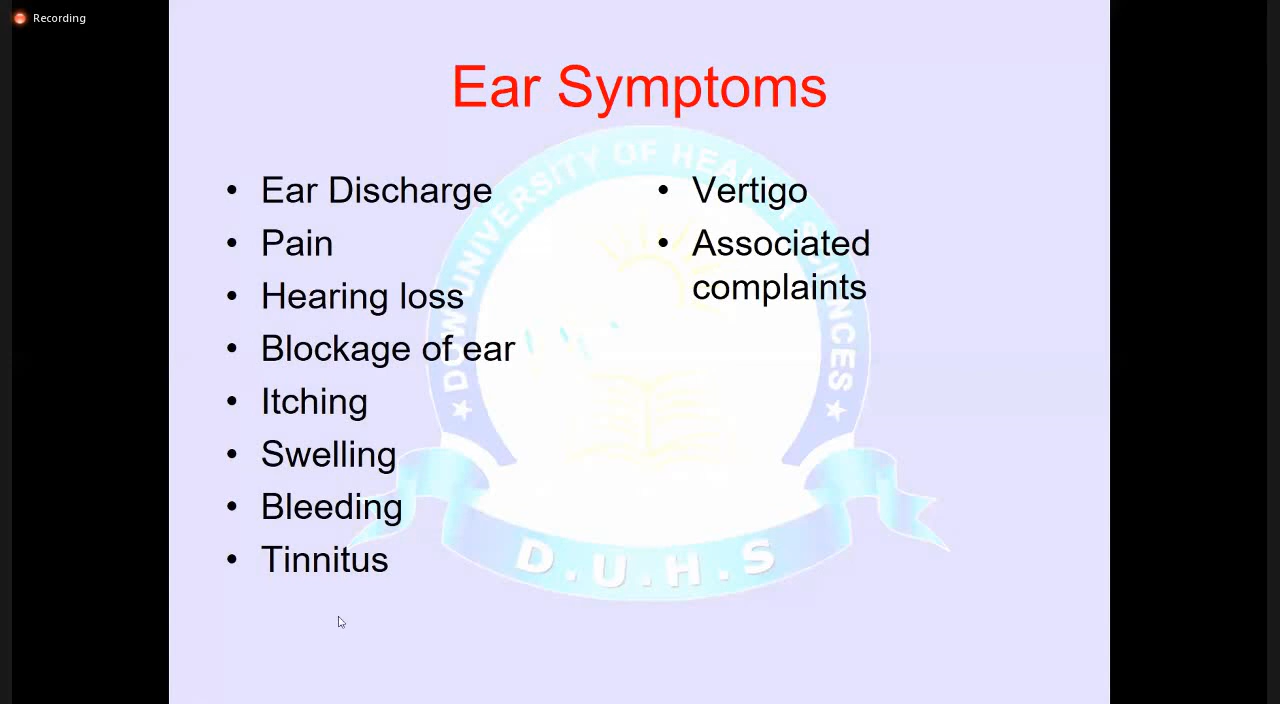 Recording
Ear Symptoms
• Ear Discharge
• Pain
• Hearing loss
• Blockage of ear
• Itching
• Swelling
• Bleeding
• Tinnitus
• Vertigo
• Associated
complaints
DOW UNIVERSITY OF HEALTH SCIENCES
D.U.H.S